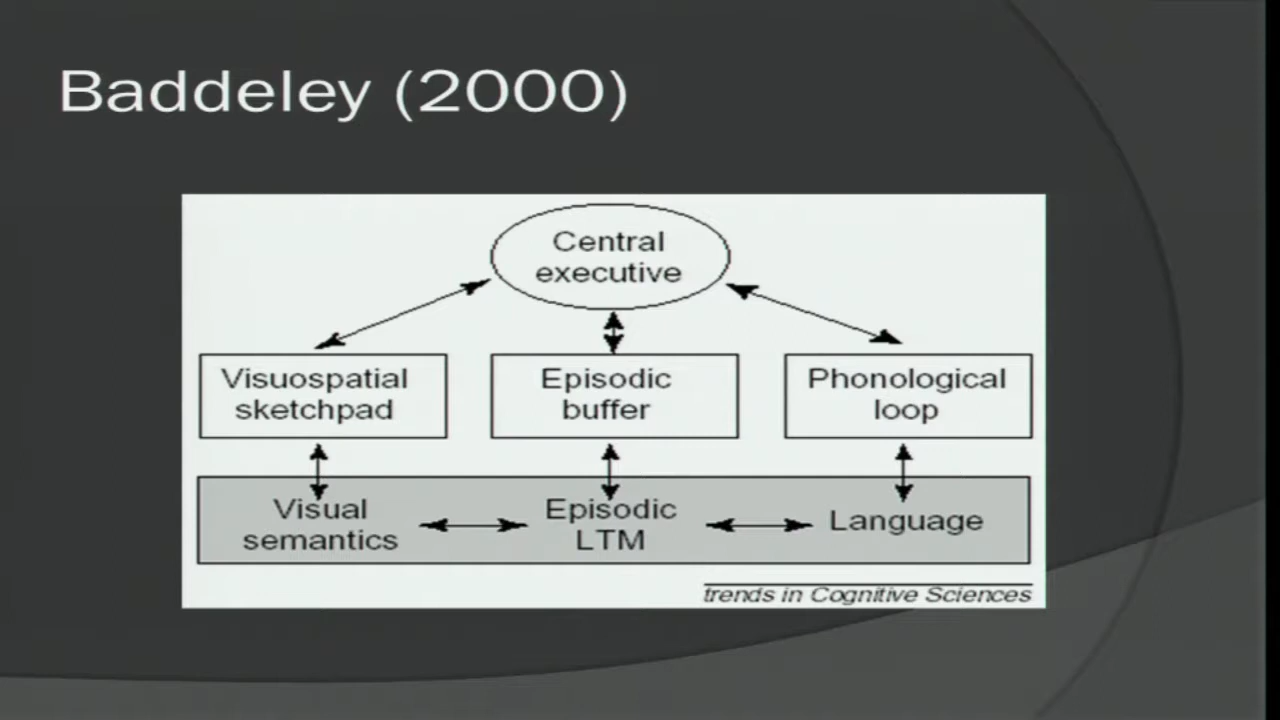 Baddeley (2000)
Central
executive
Visuospatial
sketchpad
Episodic
buffer
Phonological
loop
Visual
semantics
Episodic
LTM
Language
trends in Cognitive Sciences